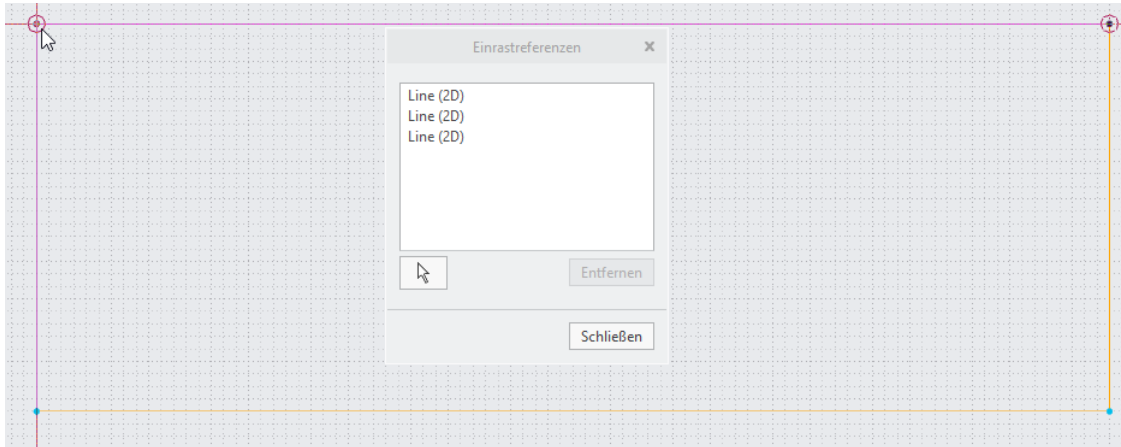 Einrastreferenzen
Line (2D)
Line (2D)
Line (2D)
Entfernen
Schließen